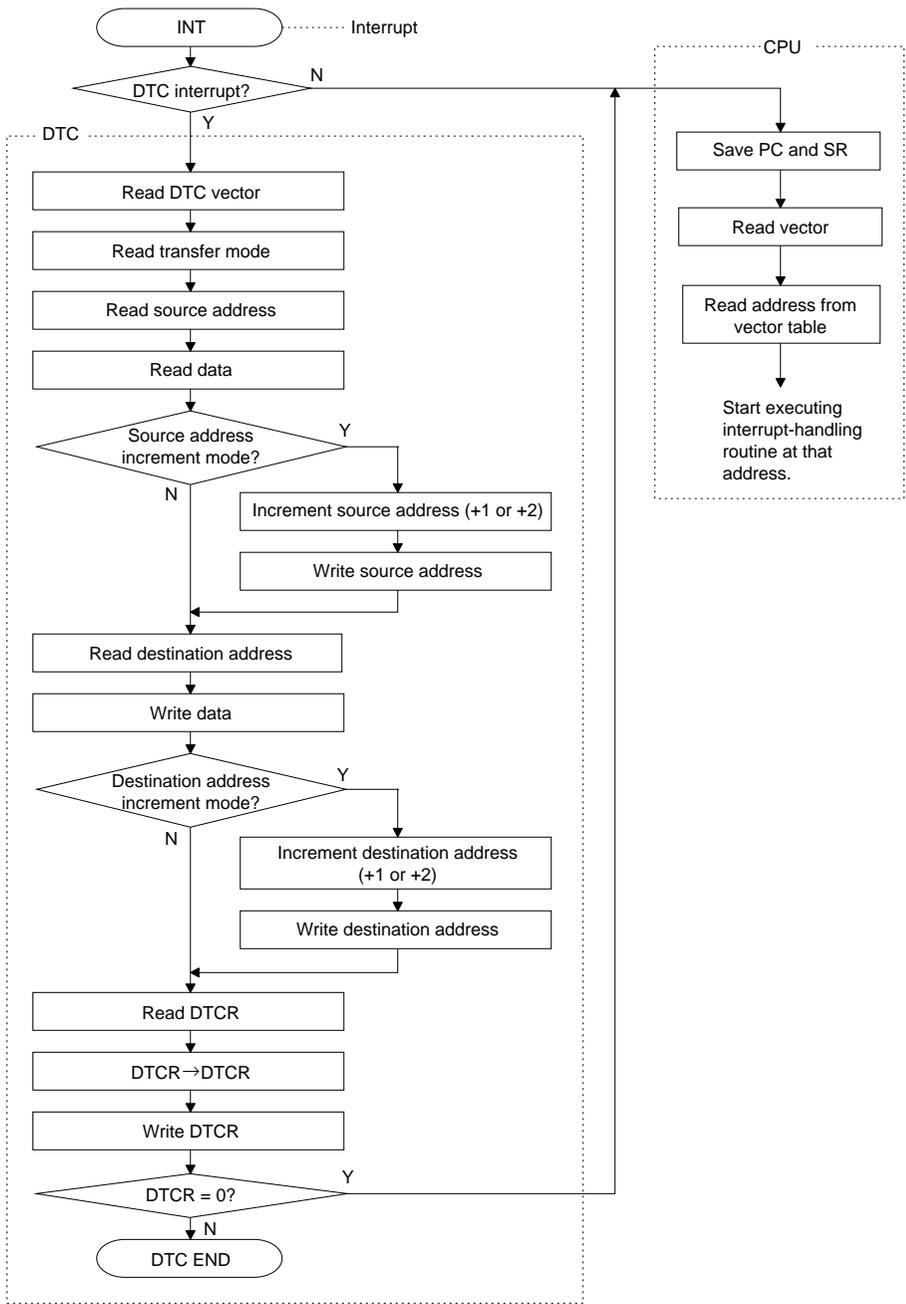 INT
Interrupt
DTC interrupt?
N
Y
DTC
Read DTC vector
Read transfer mode
Read source address
Read data
Source address
increment mode?
Y
N
Increment source address (+1 or +2)
Write source address
Read destination address
Write data
Destination address
increment mode?
Y
N
Increment destination address
(+1 or +2)
Write destination address
Read DTCR
DTCR→DTCR
Write DTCR
DTCR = 0?
Y
N
DTC END
CPU
Save PC and SR
Read vector
Read address from
vector table
Start executing
interrupt-handling
routine at that
address.